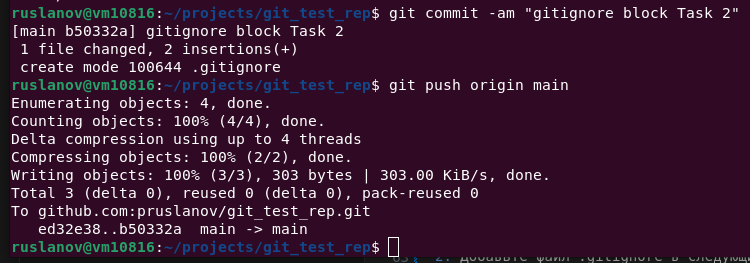 ruslanov@vm10816:~/projects/git_test_rep$ git commit -am "gitignore block Task 2"
[main b50332a] gitignore block Task 2
 1 file changed, 2 insertions(+)
 create mode 100644 .gitignore
ruslanov@vm10816:~/projects/git_test_rep$ git push origin main
Enumerating objects: 4, done.
Counting objects: 100% (4/4), done.
Delta compression using up to 4 threads
Compressing objects: 100% (2/2), done.
Writing objects: 100% (3/3), 303 bytes | 303.00 KiB/s, done.
Total 3 (delta 0), reused 0 (delta 0), pack-reused 0
To github.com:pruslanov/git_test_rep.git
   ed32e38..b50332a  main -> main
ruslanov@vm10816:~/projects/git_test_rep$
2. Добавьте файл .gitignore в